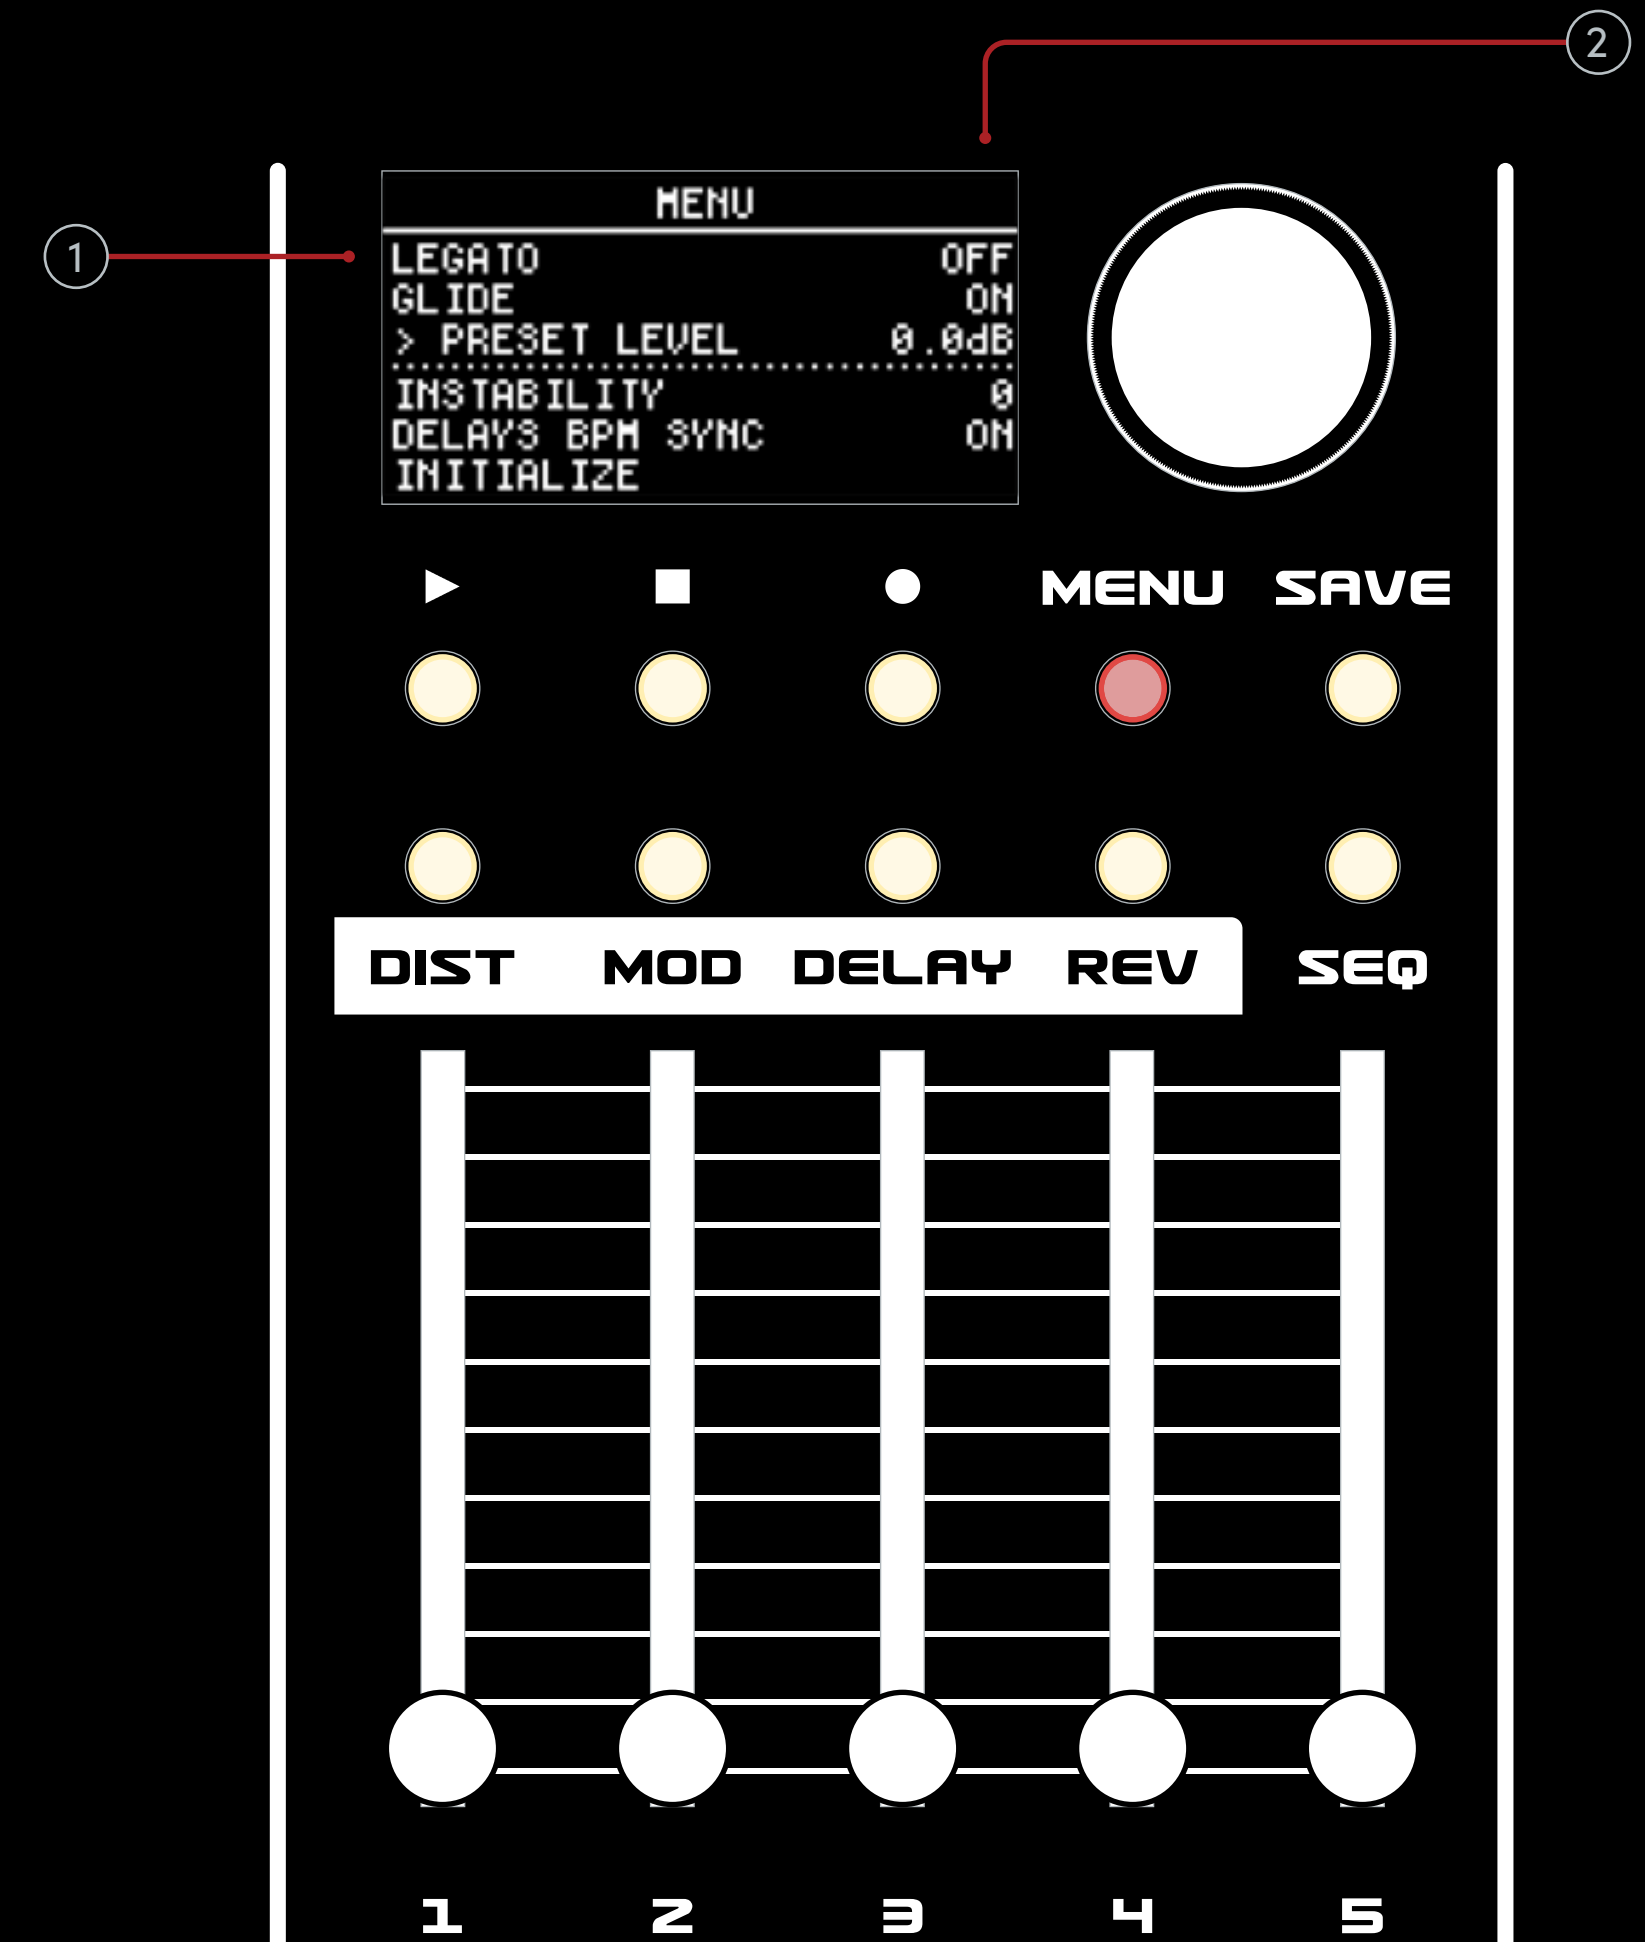 2
MENU
1
LEGATO OFF
GLIDE ON
> PRESET LEVEL 0.0dB
INSTABILITY 0
DELAYS BPM SYNC ON
INITIALIZE
MENU SAVE
DIST MOD DELAY REV SEQ
1 2 3 4 5